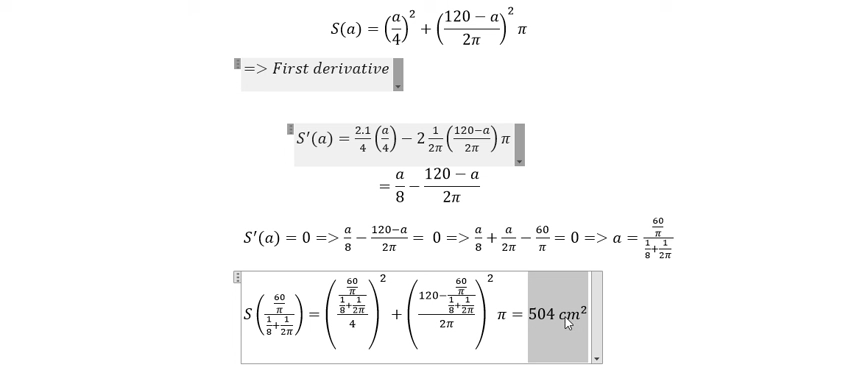 S(a) = (a/4)² + ((120 − a)/2π)² π
=> First derivative
S′(a) = 2.1/4 (a/4) − 2 1/2π ((120−a)/2π) π
= a/8 − (120 − a)/2π
S′(a) = 0 => a/8 − (120−a)/2π = 0 => a/8 + a/2π − 60/π = 0 => a = (60/π)/(1/8+1/2π)
S((60/π)/(1/8+1/2π)) = (((60/π)/(1/8+1/2π))/4)² + ((120−(60/π)/(1/8+1/2π))/2π)² π = 504 cm²